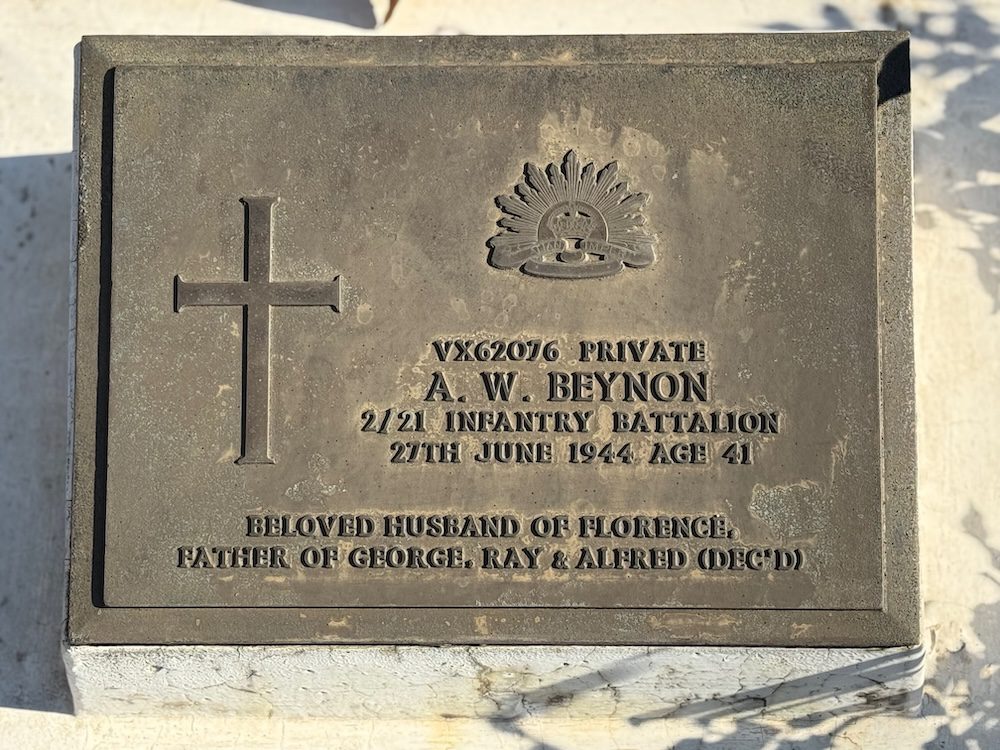 VX62076 PRIVATE
A. W. BEYNON
2/21 INFANTRY BATTALION
27TH JUNE 1944 AGE 41
BELOVED HUSBAND OF FLORENCE,
FATHER OF GEORGE, RAY & ALFRED (DEC'D)